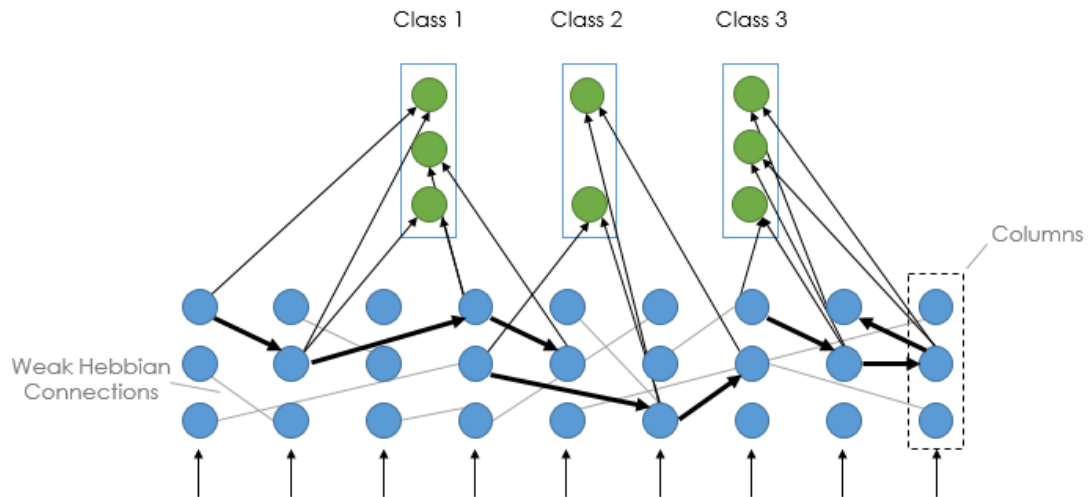 Class 1
Class 2
Class 3
Columns
Weak Hebbian
Connections